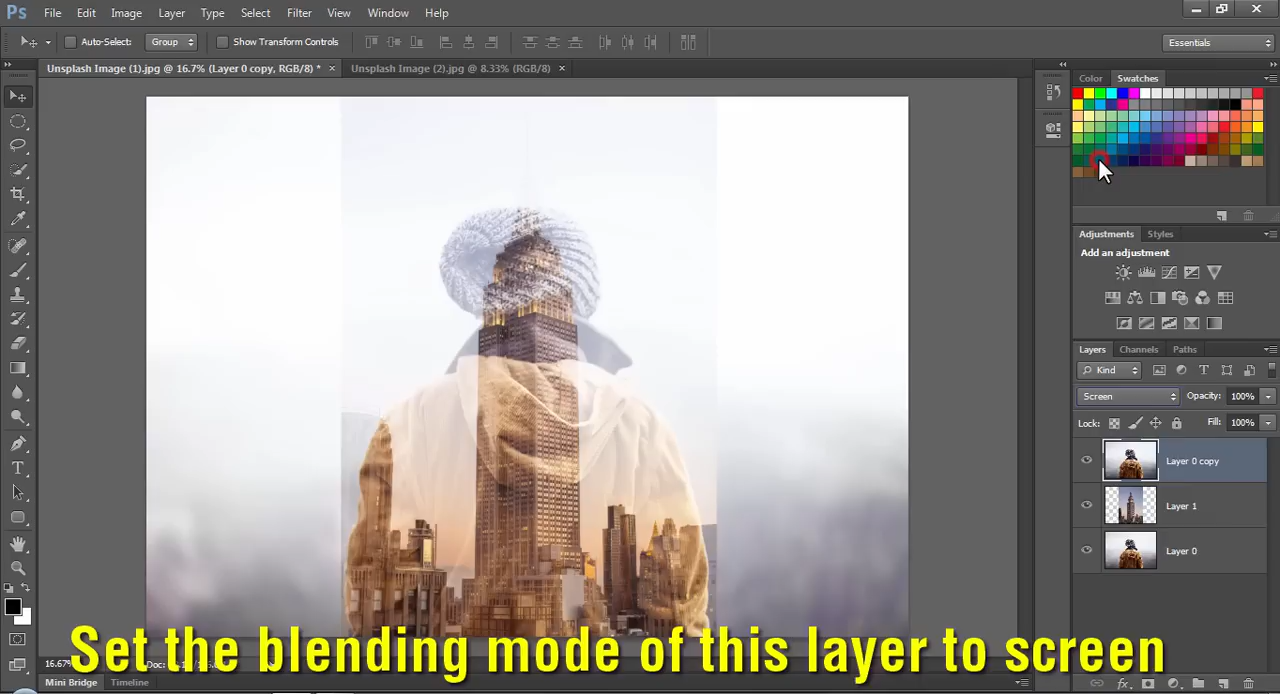 Ps File Edit Image Layer Type Select Filter View Window Help
Auto-Select: Group Show Transform Controls Essentials
Unsplash Image (1).jpg @ 16.7% (Layer 0 copy, RGB/8) * × Unsplash Image (2).jpg @ 8.33% (RGB/8) ×
Color Swatches
Adjustments Styles
Add an adjustment
Layers Channels Paths
Kind
Screen Opacity: 100%
Lock: Fill: 100%
Layer 0 copy
Layer 1
Layer 0
Set the blending mode of this layer to screen
16.67% Doc:
Mini Bridge Timeline